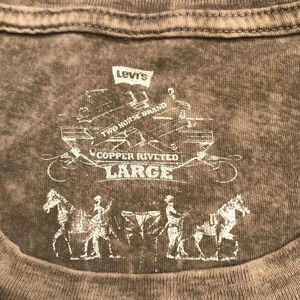 Levi's
TWO HORSE BRAND
COPPER RIVETED
LARGE